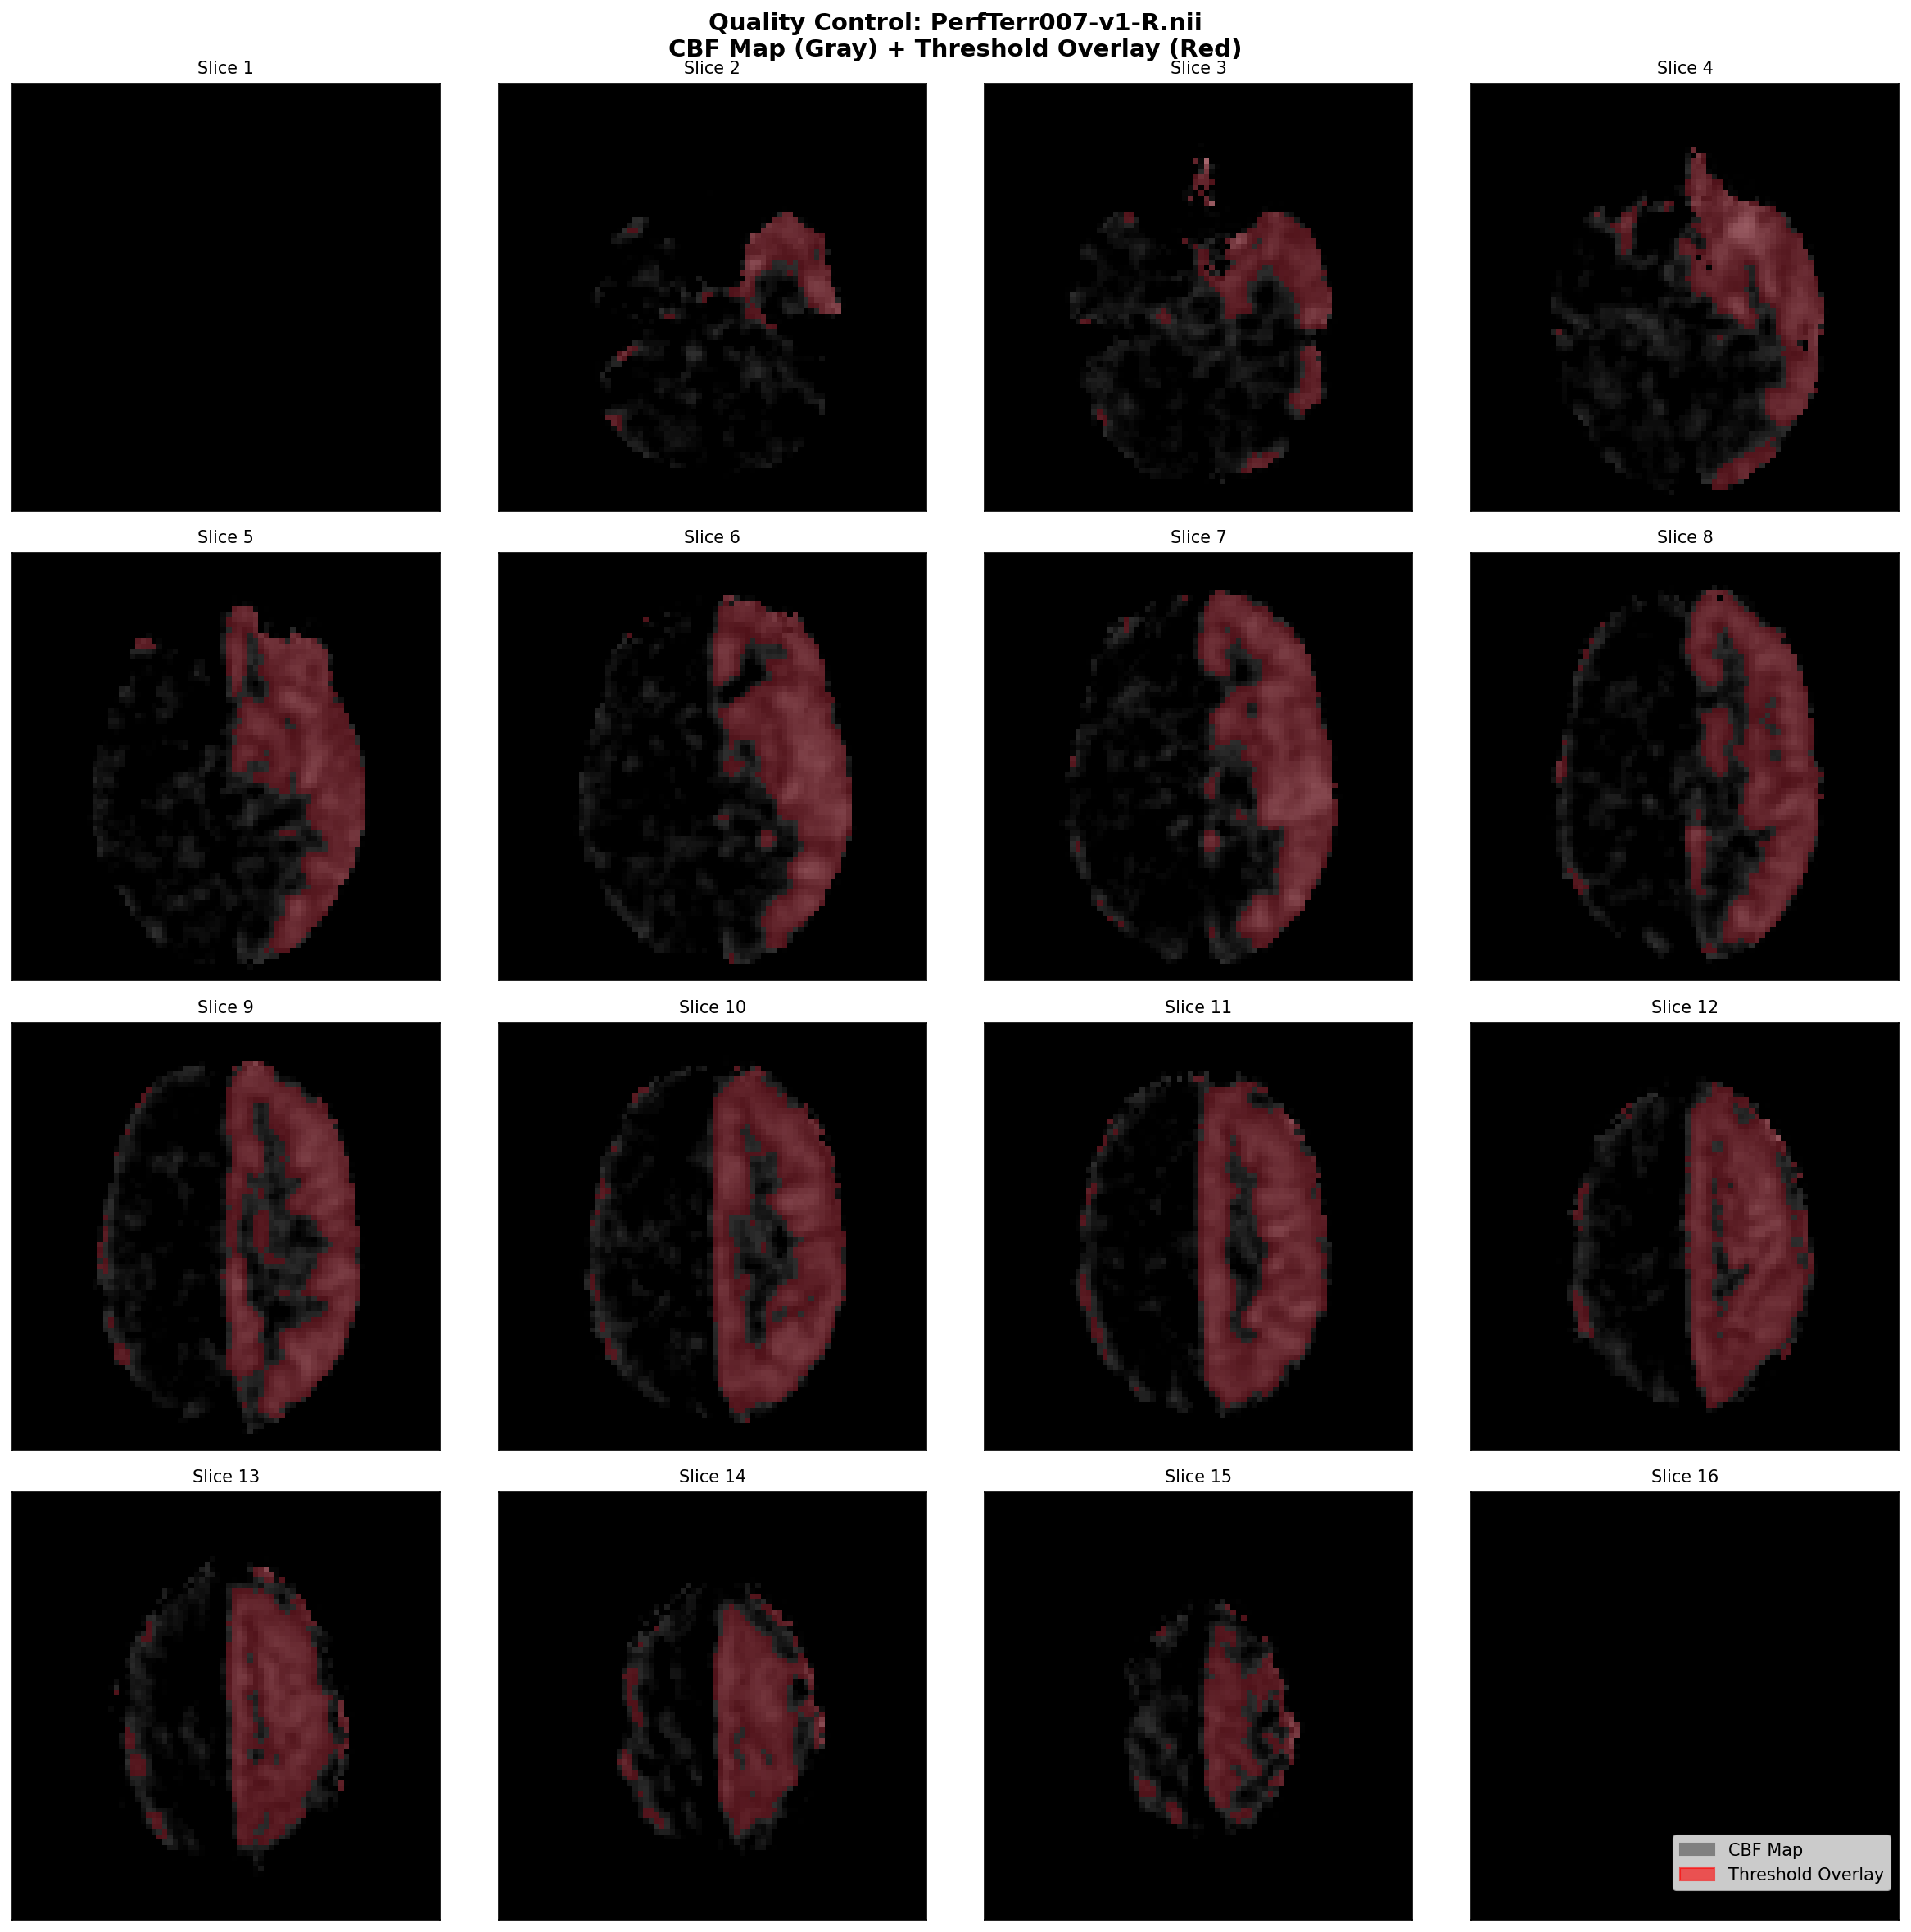 Quality Control: PerfTerr007-v1-R.nii
CBF Map (Gray) + Threshold Overlay (Red)
Slice 1
Slice 2
Slice 3
Slice 4
Slice 5
Slice 6
Slice 7
Slice 8
Slice 9
Slice 10
Slice 11
Slice 12
Slice 13
Slice 14
Slice 15
Slice 16
CBF Map
Threshold Overlay